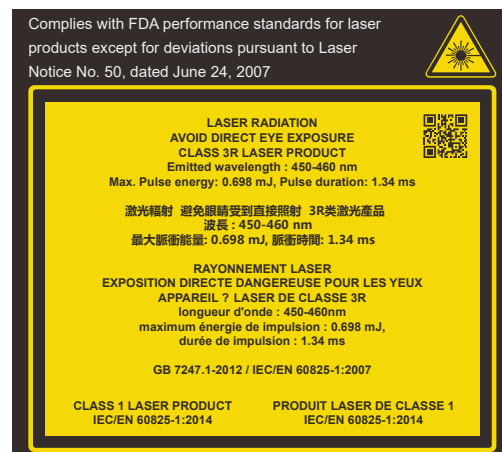 Complies with FDA performance standards for laser
products except for deviations pursuant to Laser
Notice No. 50, dated June 24, 2007
LASER RADIATION
AVOID DIRECT EYE EXPOSURE
CLASS 3R LASER PRODUCT
Emitted wavelength : 450-460 nm
Max. Pulse energy: 0.698 mJ, Pulse duration: 1.34 ms
激光輻射 避免眼睛受到直接照射 3R类激光產品
波長 : 450-460 nm
最大脈衝能量: 0.698 mJ, 脈衝時間: 1.34 ms
RAYONNEMENT LASER
EXPOSITION DIRECTE DANGEREUSE POUR LES YEUX
APPAREIL ? LASER DE CLASSE 3R
longueur d'onde : 450-460nm
maximum énergie de impulsion : 0.698 mJ,
durée de impulsion : 1.34 ms
GB 7247.1-2012 / IEC/EN 60825-1:2007
CLASS 1 LASER PRODUCT PRODUIT LASER DE CLASSE 1
IEC/EN 60825-1:2014 IEC/EN 60825-1:2014